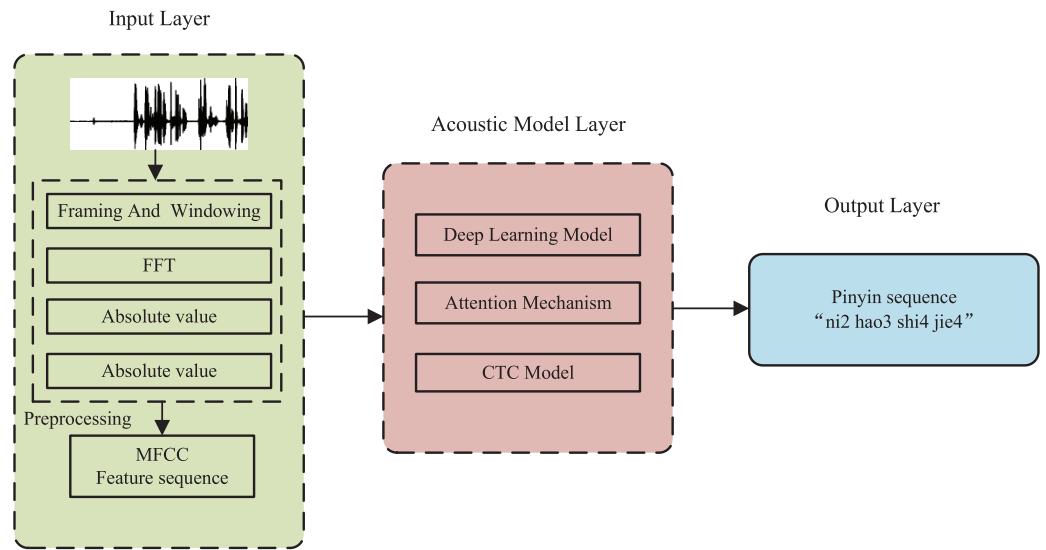 Input Layer
Framing And Windowing
FFT
Absolute value
Absolute value
Preprocessing
MFCC
Feature sequence
Acoustic Model Layer
Deep Learning Model
Attention Mechanism
CTC Model
Output Layer
Pinyin sequence
“ni2 hao3 shi4 jie4”